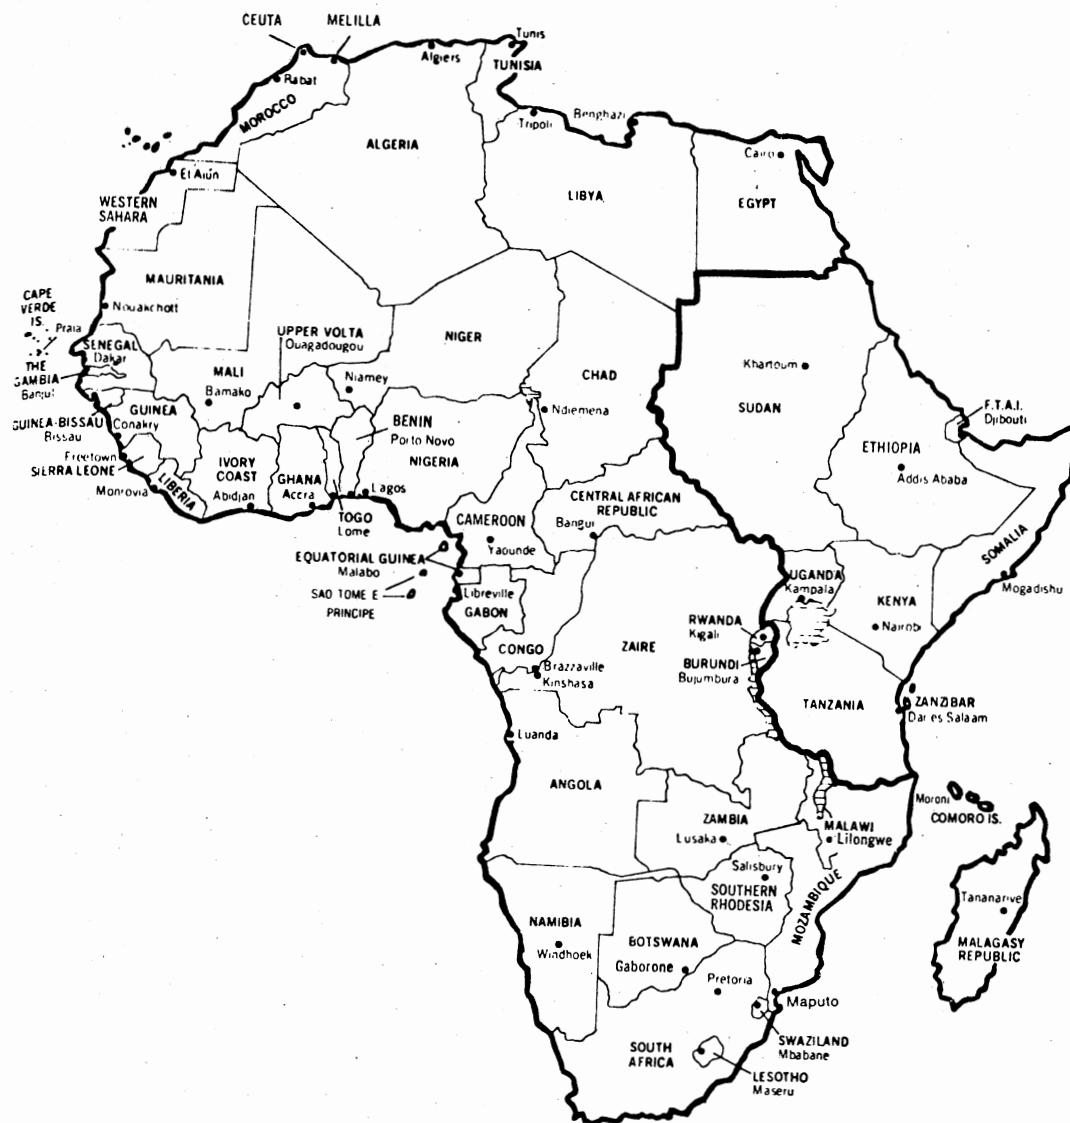 CEUTA
MELILLA
Tunis
Algiers
TUNISIA
Rabat
MOROCCO
Tripoli
Benghazi
ALGERIA
Cairo
El Aiún
LIBYA
EGYPT
WESTERN
SAHARA
MAURITANIA
CAPE
VERDE
IS.
Praia
Nouakchott
UPPER VOLTA
Ouagadougou
NIGER
SENEGAL
Dakar
THE
GAMBIA
Banjul
MALI
Bamako
Niamey
CHAD
Ndjemena
Khartoum
SUDAN
F.T.A.I.
Djibouti
GUINEA
Conakry
GUINEA-BISSAU
Bissau
BENIN
Porto Novo
NIGERIA
ETHIOPIA
Addis Ababa
Freetown
SIERRA LEONE
IVORY
COAST
Abidjan
GHANA
Accra
Monrovia
LIBERIA
Lagos
TOGO
Lome
CENTRAL AFRICAN
REPUBLIC
Bangui
CAMEROON
Yaounde
SOMALIA
Mogadishu
EQUATORIAL GUINEA
Malabo
SAO TOME E
PRINCIPE
Libreville
GABON
UGANDA
Kampala
KENYA
Nairobi
RWANDA
Kigali
CONGO
Brazzaville
Kinshasa
ZAIRE
BURUNDI
Bujumbura
TANZANIA
ZANZIBAR
Dar es Salaam
Luanda
ANGOLA
Moroni
COMORO IS.
ZAMBIA
Lusaka
MALAWI
Lilongwe
Salisbury
SOUTHERN
RHODESIA
MOZAMBIQUE
Tananarive
MALAGASY
REPUBLIC
NAMIBIA
Windhoek
BOTSWANA
Gaborone
Pretoria
Maputo
SWAZILAND
Mbabane
SOUTH
AFRICA
LESOTHO
Maseru